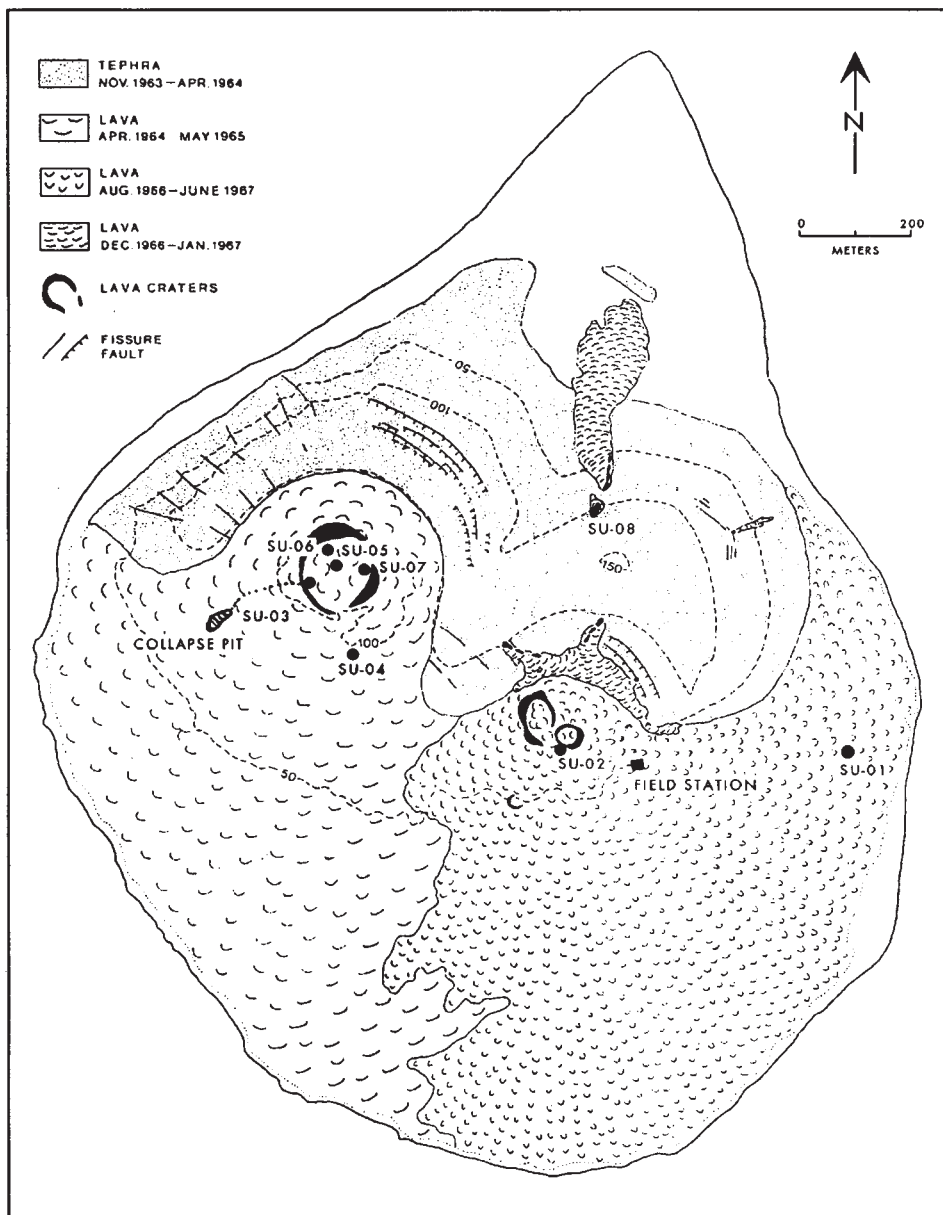 TEPHRA
NOV. 1963–APR. 1964
LAVA
APR. 1964 MAY 1965
LAVA
AUG. 1966–JUNE 1967
LAVA
DEC. 1966–JAN. 1967
LAVA CRATERS
FISSURE
FAULT
N
0 200
METERS
50
100
SU-08
150
SU-06
SU-05
SU-07
SU-03
COLLAPSE PIT
100
SU-04
50
SU-02
FIELD STATION
SU-01